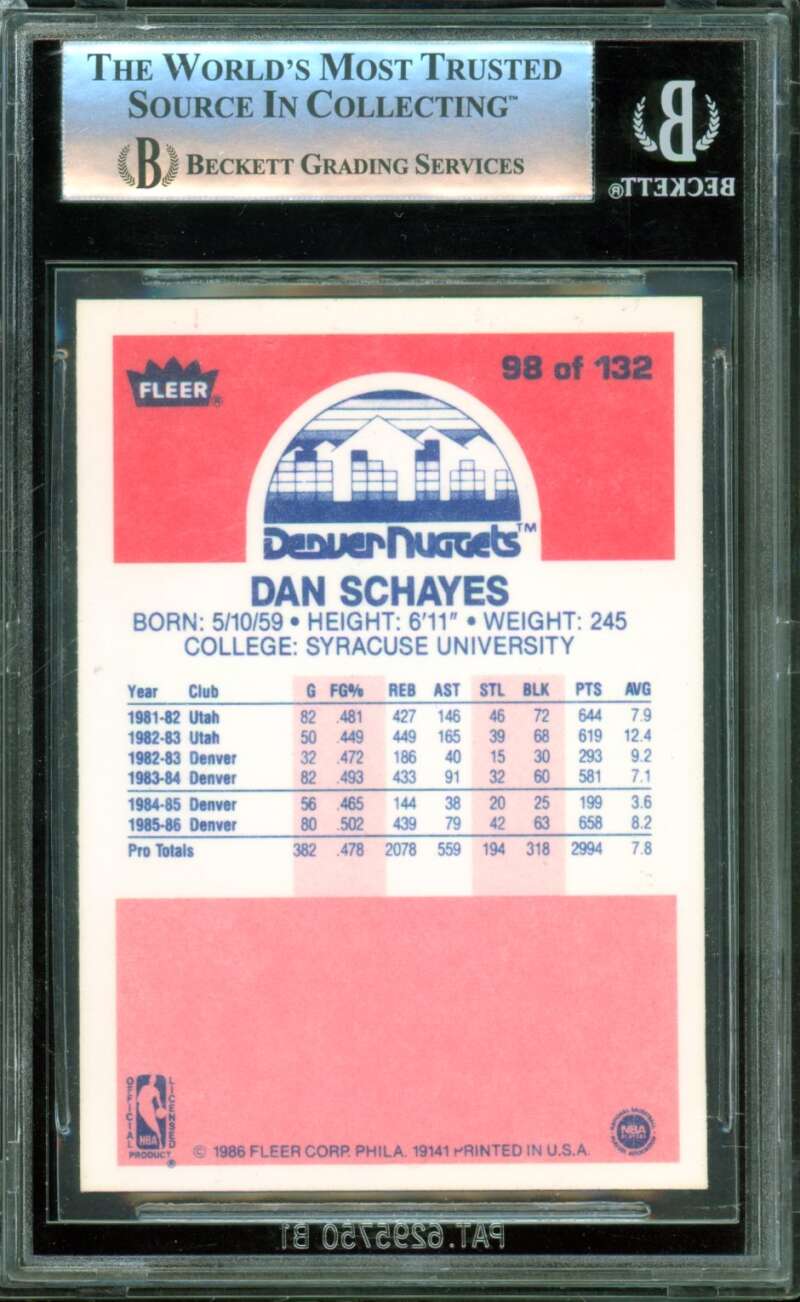 THE WORLD'S MOST TRUSTED
SOURCE IN COLLECTING™
B BECKETT GRADING SERVICES
B
BECKETT®
FLEER®
98 of 132
Denver Nuggets™
DAN SCHAYES
BORN: 5/10/59 • HEIGHT: 6'11" • WEIGHT: 245
COLLEGE: SYRACUSE UNIVERSITY
Year Club G FG% REB AST STL BLK PTS AVG
1981-82 Utah 82 .481 427 146 46 72 644 7.9
1982-83 Utah 50 .449 449 165 39 68 619 12.4
1982-83 Denver 32 .472 186 40 15 30 293 9.2
1983-84 Denver 82 .493 433 91 32 60 581 7.1
1984-85 Denver 56 .465 144 38 20 25 199 3.6
1985-86 Denver 80 .502 439 79 42 63 658 8.2
Pro Totals 382 .478 2078 559 194 318 2994 7.8
OFFICIAL LICENSED
NBA
PRODUCT®
© 1986 FLEER CORP. PHILA. 19141 PRINTED IN U.S.A.
NATIONAL BASKETBALL
NBA
PLAYERS
PLAYERS ASSOCIATION
PAT.6295750 B1